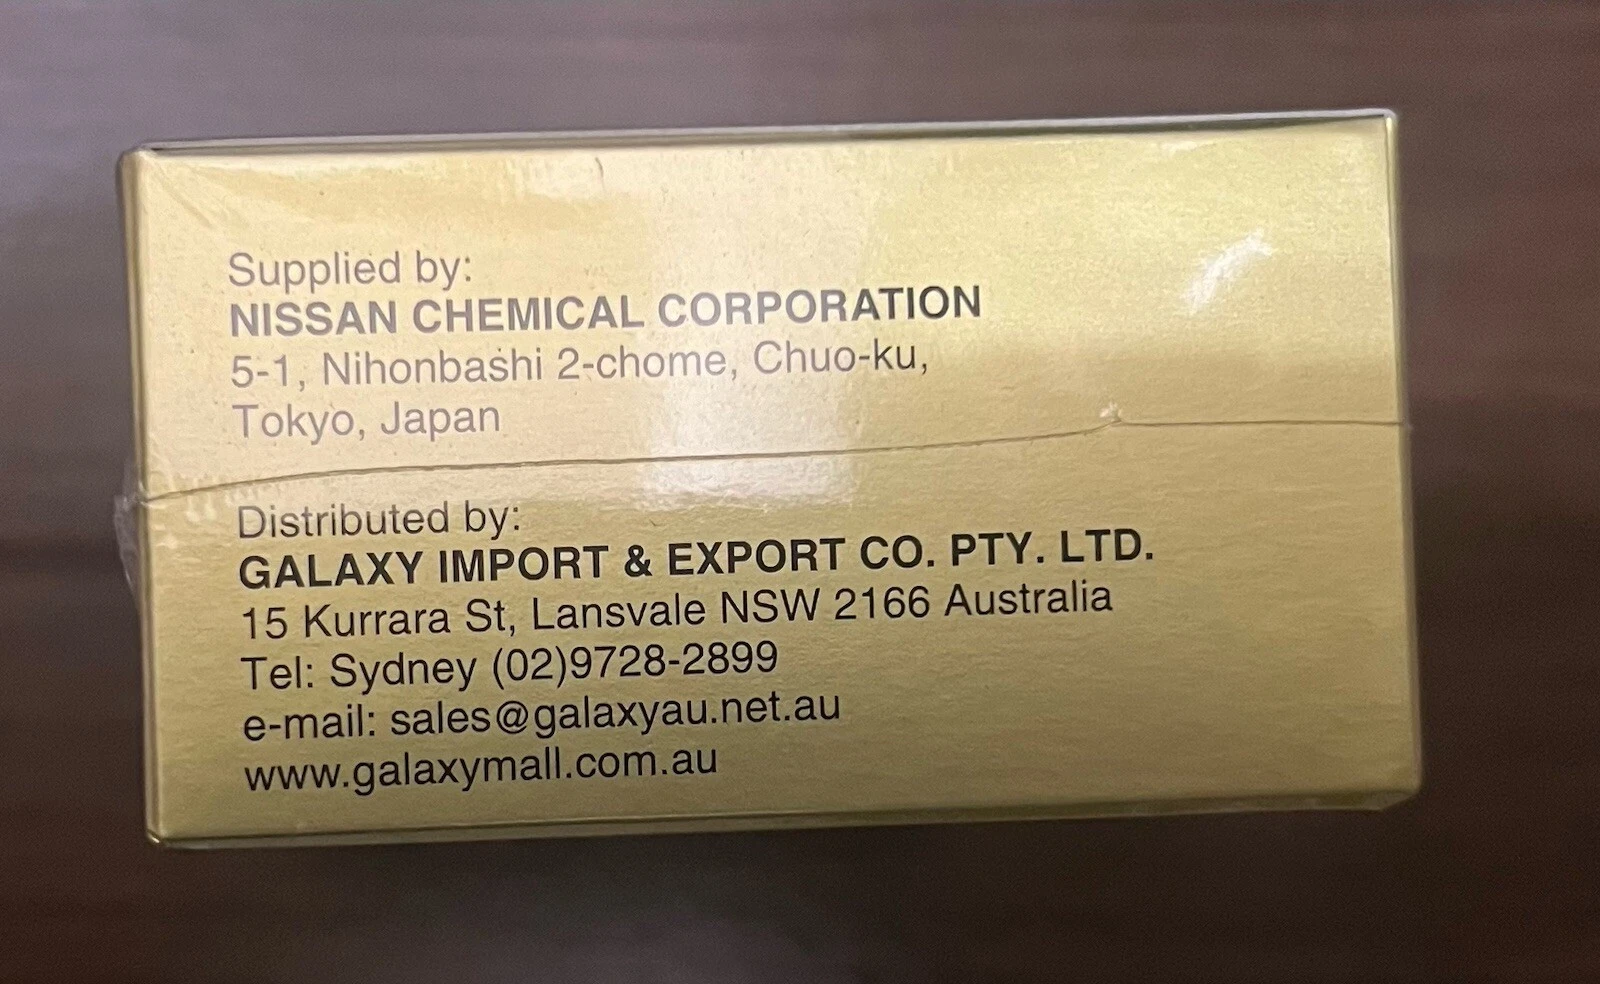 Supplied by:
NISSAN CHEMICAL CORPORATION
5-1, Nihonbashi 2-chome, Chuo-ku,
Tokyo, Japan
Distributed by:
GALAXY IMPORT & EXPORT CO. PTY. LTD.
15 Kurrara St, Lansvale NSW 2166 Australia
Tel: Sydney (02)9728-2899
e-mail: sales@galaxyau.net.au
www.galaxymall.com.au